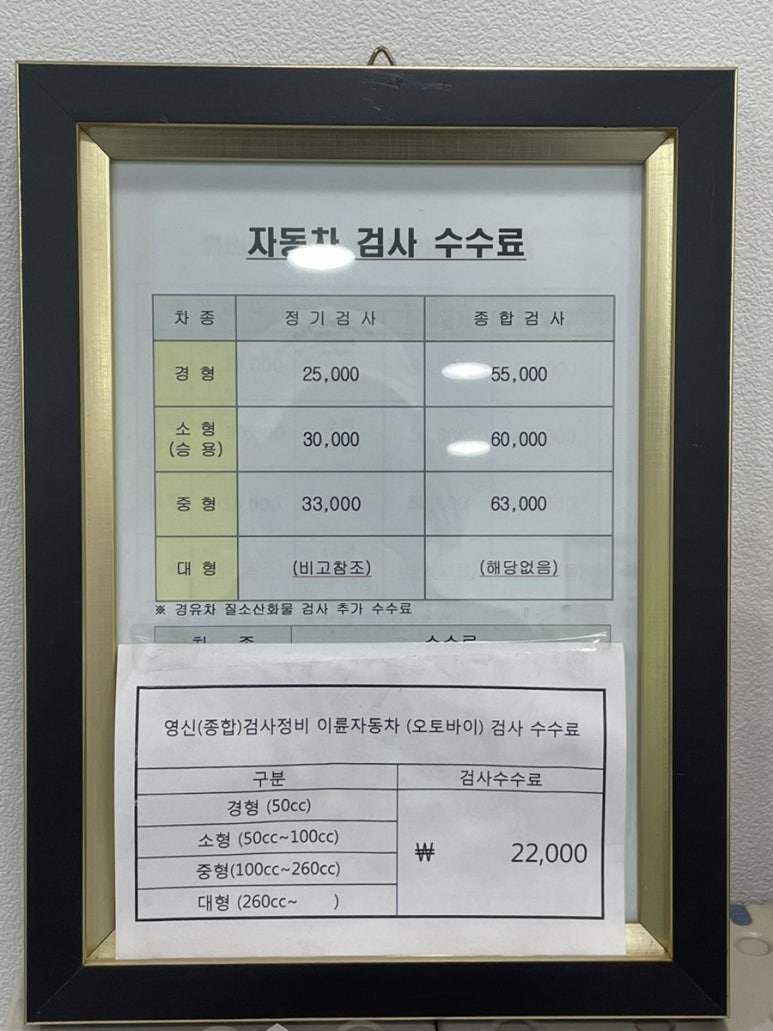 자동차 검사 수수료
차 종 정 기 검 사 종 합 검 사
경 형 25,000 55,000
소 형
(승 용) 30,000 60,000
중 형 33,000 63,000
대 형 (비고참조) (해당없음)
※ 경유차 질소산화물 검사 추가 수수료
차 종 수수료
영신(종합)검사정비 이륜자동차 (오토바이) 검사 수수료
구분 검사수수료
경형 (50cc)
소형 (50cc~100cc)
₩ 22,000
중형(100cc~260cc)
대형 (260cc~ )